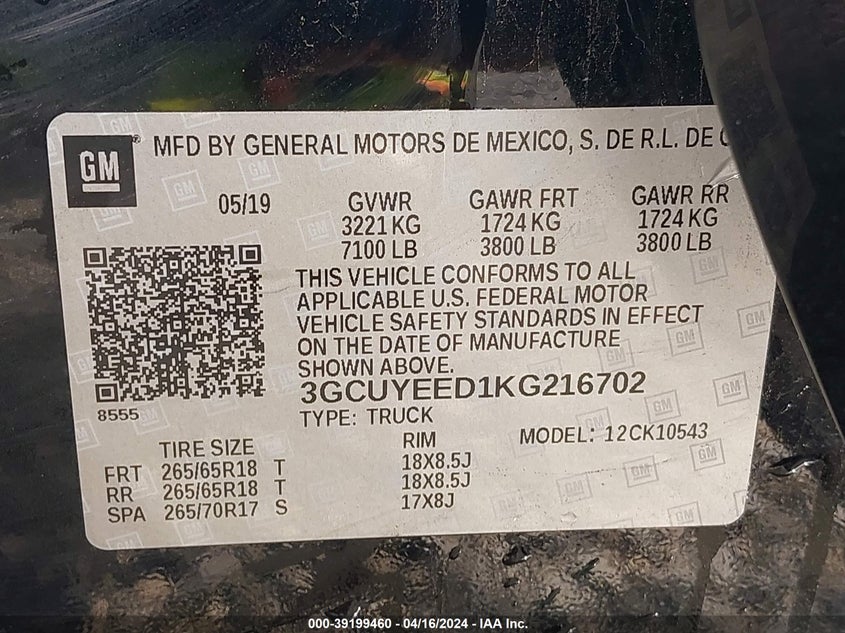 GM
MFD BY GENERAL MOTORS DE MEXICO, S. DE R.L. DE
05/19 GVWR GAWR FRT GAWR RR
3221 KG 1724 KG 1724 KG
7100 LB 3800 LB 3800 LB
THIS VEHICLE CONFORMS TO ALL
APPLICABLE U.S. FEDERAL MOTOR
VEHICLE SAFETY STANDARDS IN EFFECT
ON THE DATE OF MANUFACTURE
SHOWN ABOVE.
3GCUYEED1KG216702
8555
TYPE: TRUCK
MODEL: 12CK10543
TIRE SIZE RIM
FRT 265/65R18 T 18X8.5J
RR 265/65R18 T 18X8.5J
SPA 265/70R17 S 17X8J
000-39199460 - 04/16/2024 - IAA Inc.